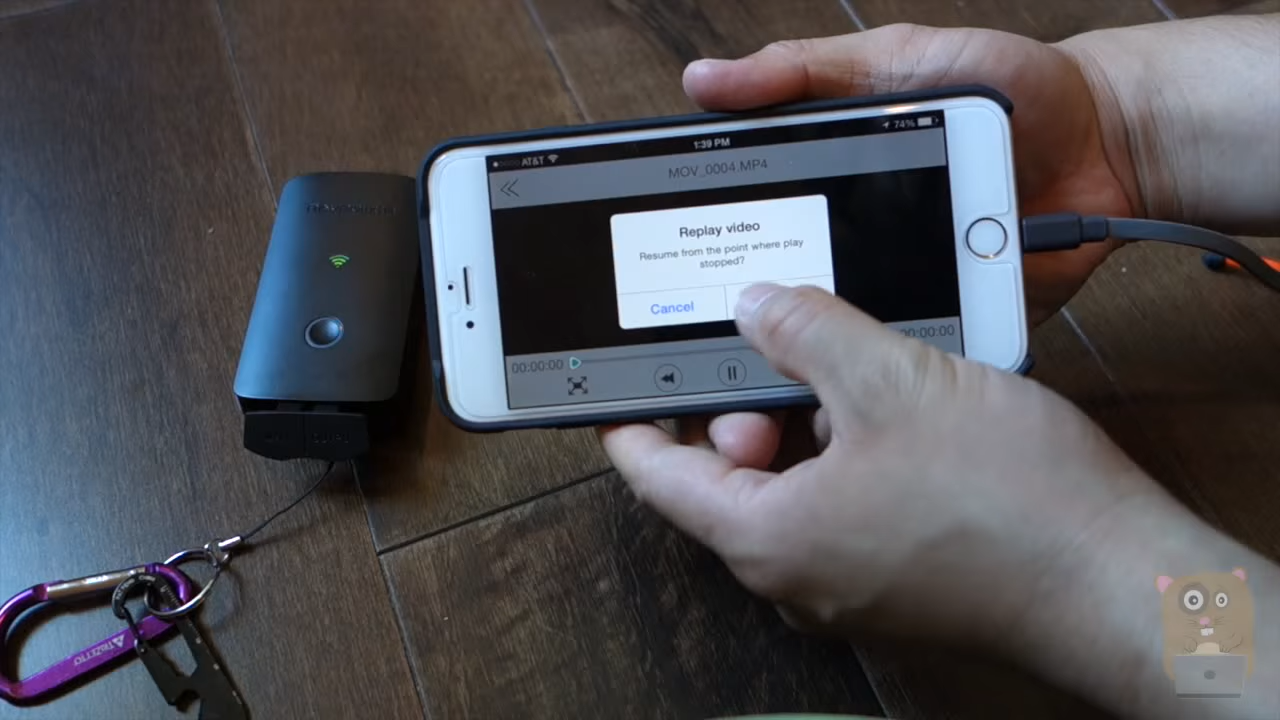 AT&T
1:39 PM
74%
MOV_0004.MP4
Replay video
Resume from the point where play
stopped?
Cancel
00:00:00
00:00:00
TRIZETTO